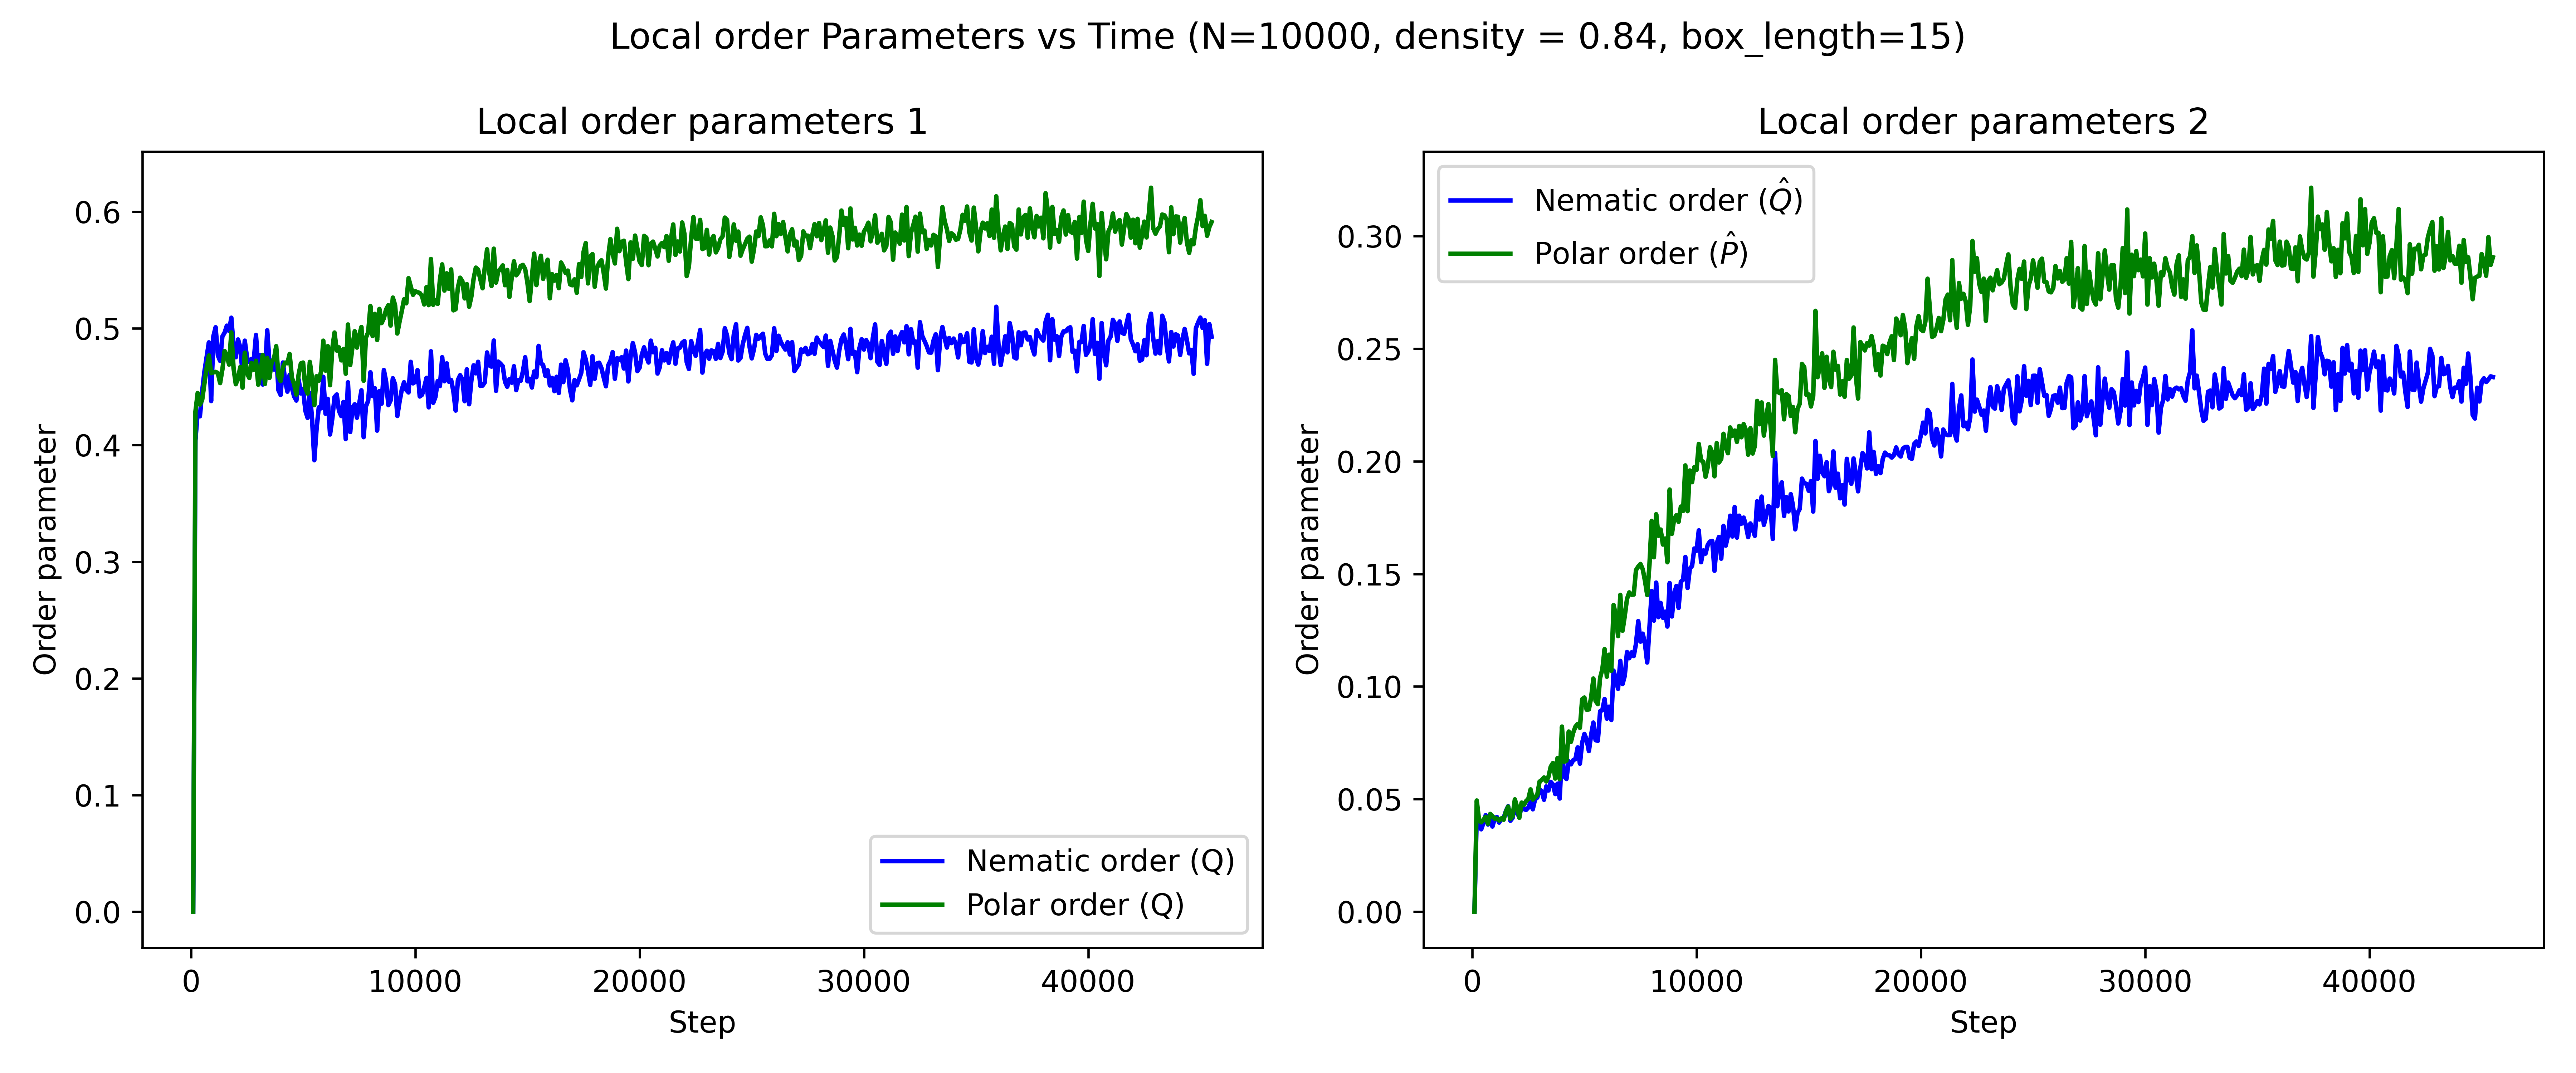 Local order Parameters vs Time (N=10000, density = 0.84, box_length=15)
Local order parameters 1
0.6
0.5
0.4
0.3
0.2
0.1
0.0
Order parameter
Nematic order (Q)
Polar order (Q)
0 10000 20000 30000 40000
Step
Local order parameters 2
Nematic order (Q̂)
Polar order (P̂)
0.30
0.25
0.20
0.15
0.10
0.05
0.00
Order parameter
0 10000 20000 30000 40000
Step